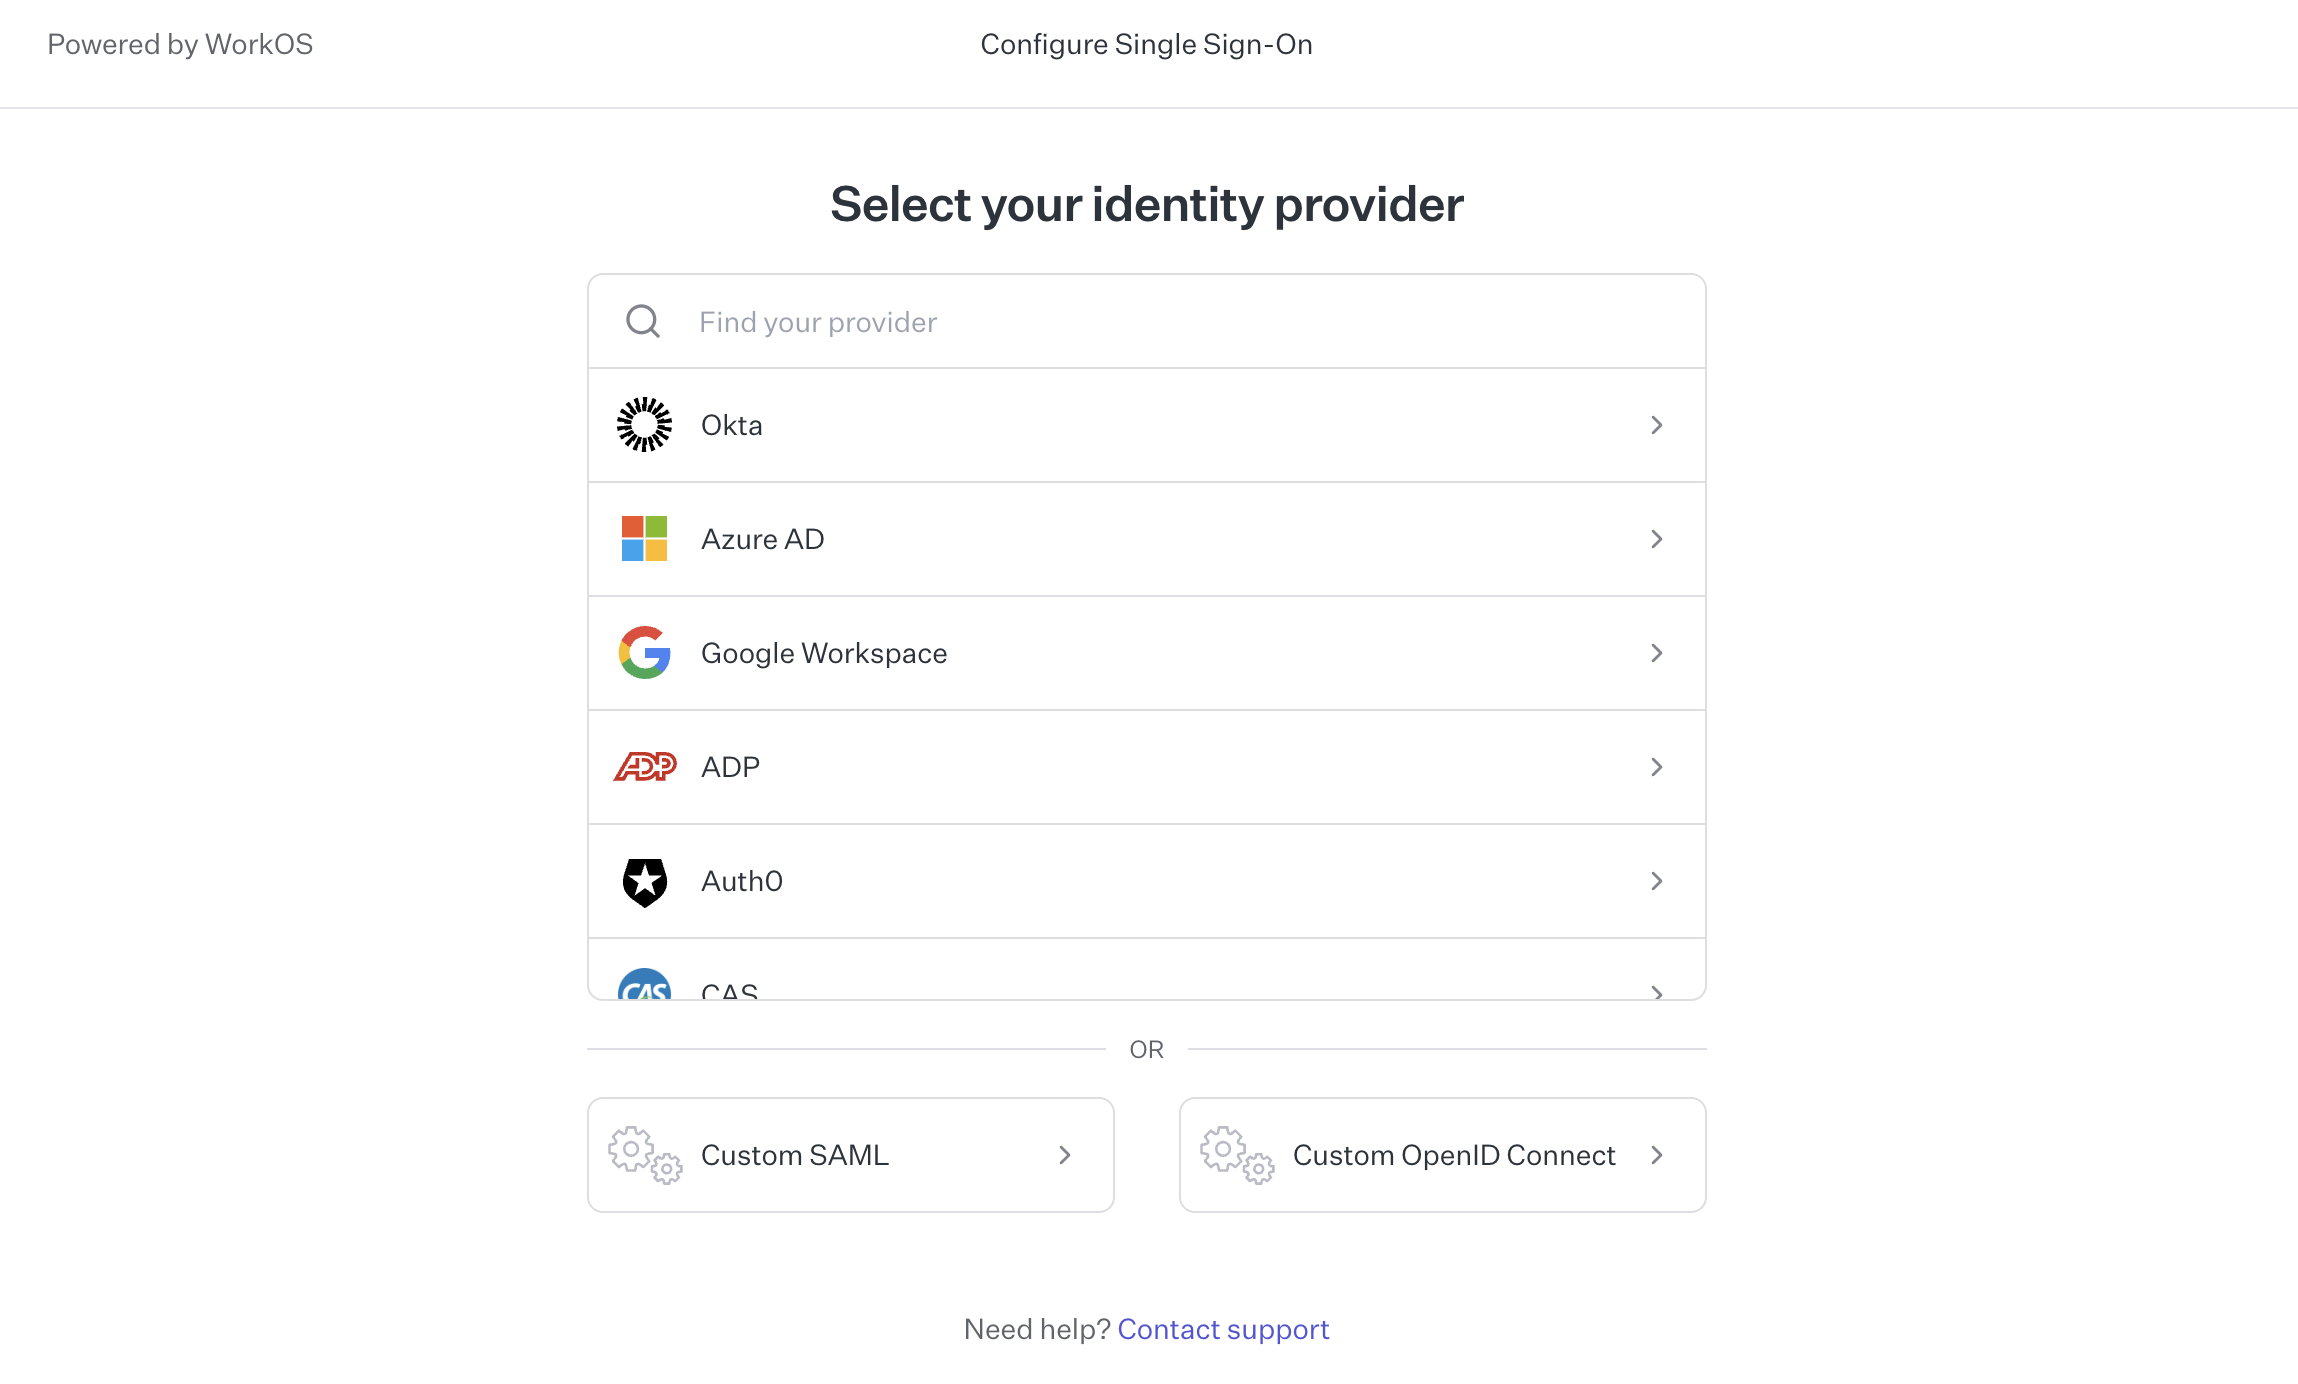 Powered by WorkOS
Configure Single Sign-On
Select your identity provider
Find your provider
Okta
Azure AD
Google Workspace
ADP ADP
Auth0
CAS CAS
OR
Custom SAML
Custom OpenID Connect
Need help? Contact support